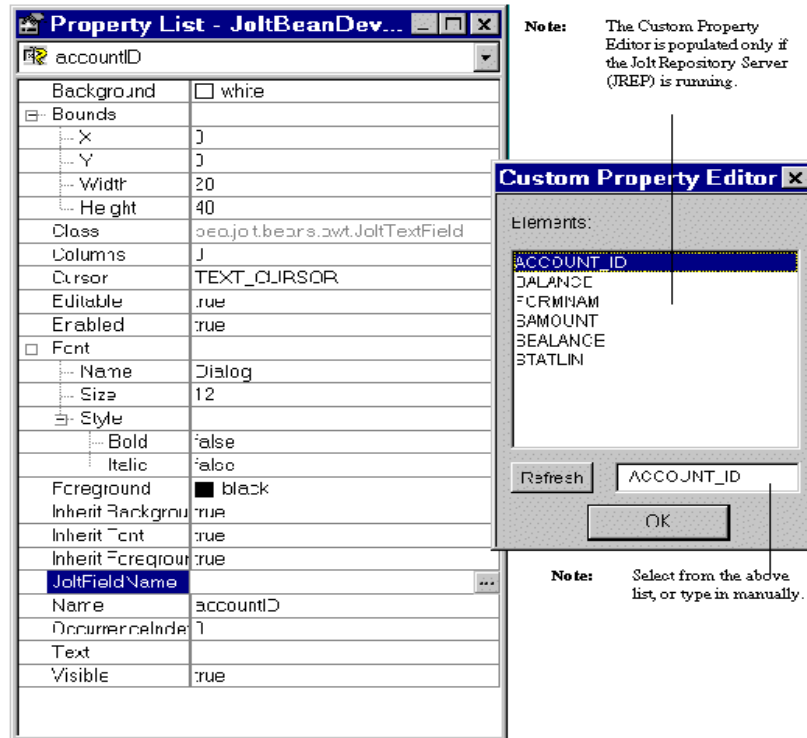 Property List - JoltBeanDev...
accountID
Background white
Bounds
X 0
Y 0
Width 20
Height 40
Class bea.jolt.beans.awt.JoltTextField
Columns 0
Cursor TEXT_CURSOR
Editable true
Enabled true
Font
Name Dialog
Size 12
Style
Bold false
Italic false
Foreground black
Inherit Backgrou true
Inherit Font true
Inherit Foregrour true
JoltFieldName ...
Name accountID
OccurrenceInde 0
Text
Visible true
Note: The Custom Property
Editor is populated only if
the Jolt Repository Server
(JREP) is running.
Custom Property Editor
Elements:
ACCOUNT_ID
BALANCE
FORMNAM
SAMOUNT
SBALANCE
STATLIN
Refresh ACCOUNT_ID
OK
Note: Select from the above
list, or type in manually.